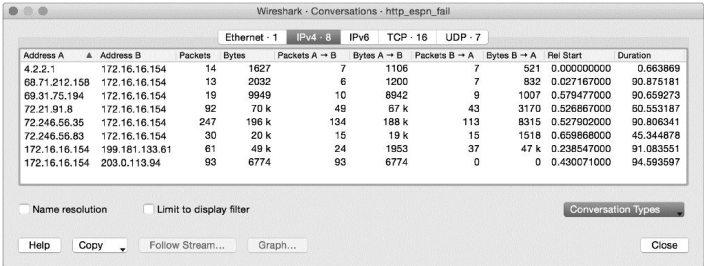 Wireshark · Conversations · http_espn_fail
Ethernet · 1 IPv4 · 8 IPv6 TCP · 16 UDP · 7
Address A Address B Packets Bytes Packets A → B Bytes A → B Packets B → A Bytes B → A Rel Start Duration
4.2.2.1 172.16.16.154 14 1627 7 1106 7 521 0.000000000 0.663869
68.71.212.158 172.16.16.154 13 2032 6 1200 7 832 0.027167000 90.875181
69.31.75.194 172.16.16.154 19 9949 10 8942 9 1007 0.579477000 90.659273
72.21.91.8 172.16.16.154 92 70 k 49 67 k 43 3170 0.526867000 60.553187
72.246.56.35 172.16.16.154 247 196 k 134 188 k 113 8315 0.527902000 90.806341
72.246.56.83 172.16.16.154 30 20 k 15 19 k 15 1518 0.659868000 45.344878
172.16.16.154 199.181.133.61 61 49 k 24 1953 37 47 k 0.238547000 91.083551
172.16.16.154 203.0.113.94 93 6774 93 6774 0 0 0.430071000 94.593597
Name resolution Limit to display filter Conversation Types
Help Copy Follow Stream... Graph... Close